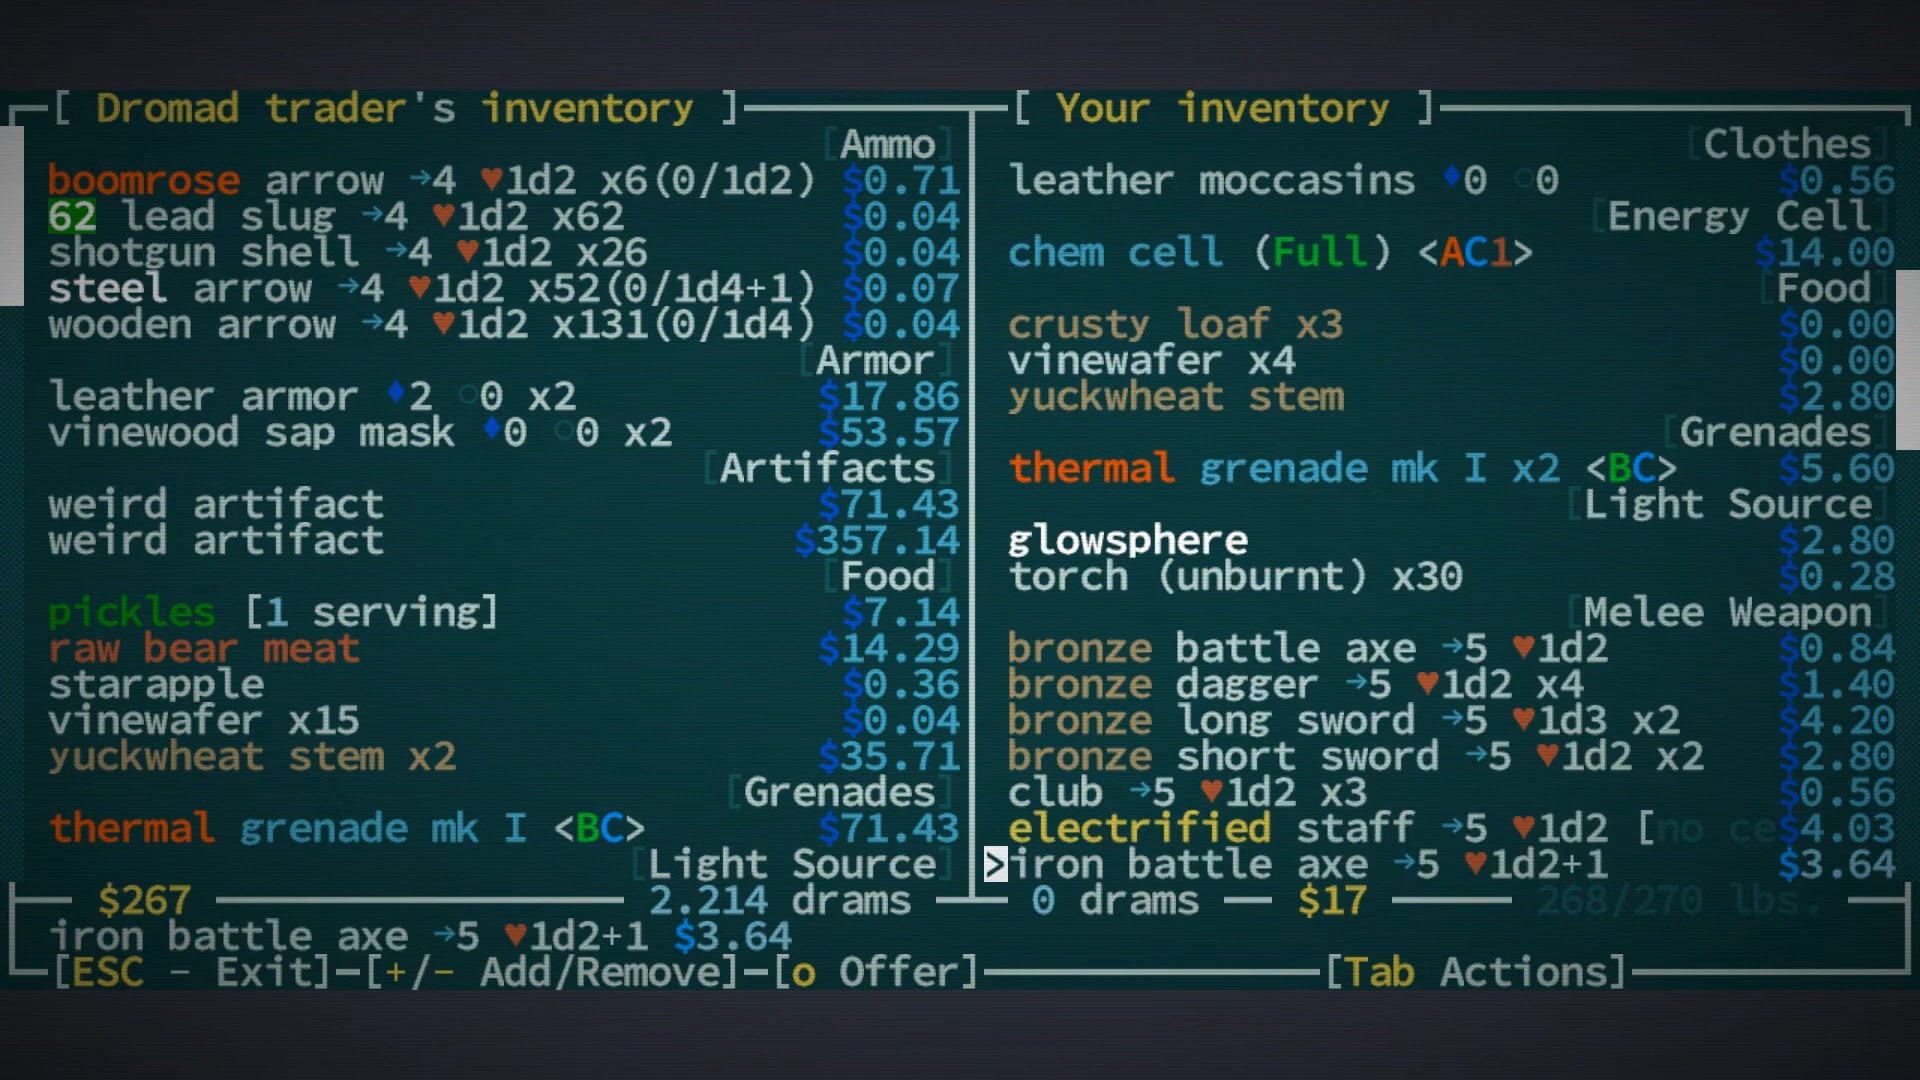 [ Dromad trader's inventory ]
[Ammo]
boomrose arrow →4 ♥1d2 x6(0/1d2) $0.71
62 lead slug →4 ♥1d2 x62 $0.04
shotgun shell →4 ♥1d2 x26 $0.04
steel arrow →4 ♥1d2 x52(0/1d4+1) $0.07
wooden arrow →4 ♥1d2 x131(0/1d4) $0.04
[Armor]
leather armor ♦2 ○0 x2 $17.86
vinewood sap mask ♦0 ○0 x2 $53.57
[Artifacts]
weird artifact $71.43
weird artifact $357.14
[Food]
pickles [1 serving] $7.14
raw bear meat $14.29
starapple $0.36
vinewafer x15 $0.04
yuckwheat stem x2 $35.71
[Grenades]
thermal grenade mk I <BC> $71.43
[Light Source]
$267 2.214 drams
[ Your inventory ]
[Clothes]
leather moccasins ♦0 ○0 $0.56
[Energy Cell]
chem cell (Full) <AC1> $14.00
[Food]
crusty loaf x3 $0.00
vinewafer x4 $0.00
yuckwheat stem $2.80
[Grenades]
thermal grenade mk I x2 <BC> $5.60
[Light Source]
glowsphere $2.80
torch (unburnt) x30 $0.28
[Melee Weapon]
bronze battle axe →5 ♥1d2 $0.84
bronze dagger →5 ♥1d2 x4 $1.40
bronze long sword →5 ♥1d3 x2 $4.20
bronze short sword →5 ♥1d2 x2 $2.80
club →5 ♥1d2 x3 $0.56
electrified staff →5 ♥1d2 [no ce $4.03
>iron battle axe →5 ♥1d2+1 $3.64
0 drams $17 268/270 lbs.
iron battle axe →5 ♥1d2+1 $3.64
[ESC - Exit] [+/- Add/Remove] [o Offer] [Tab Actions]